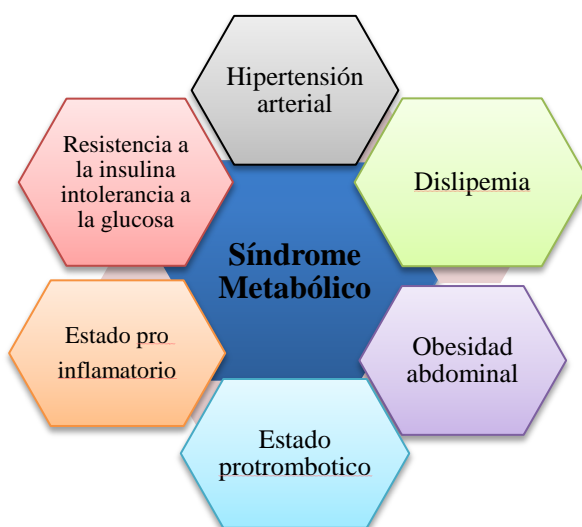 Hipertensión
arterial
Resistencia a
la insulina
intolerancia a
la glucosa
Dislipemia
Síndrome
Metabólico
Estado pro
inflamatorio
Obesidad
abdominal
Estado
protrombotico